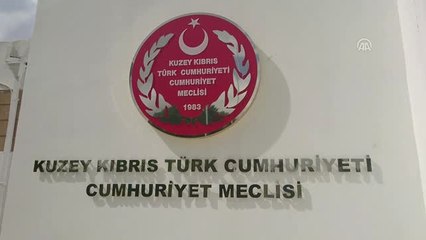 KUZEY KIBRIS
TÜRK CUMHURİYETİ
CUMHURİYET
MECLİSİ
1983
KUZEY KIBRIS TÜRK CUMHURİYETİ
CUMHURİYET MECLİSİ
AA